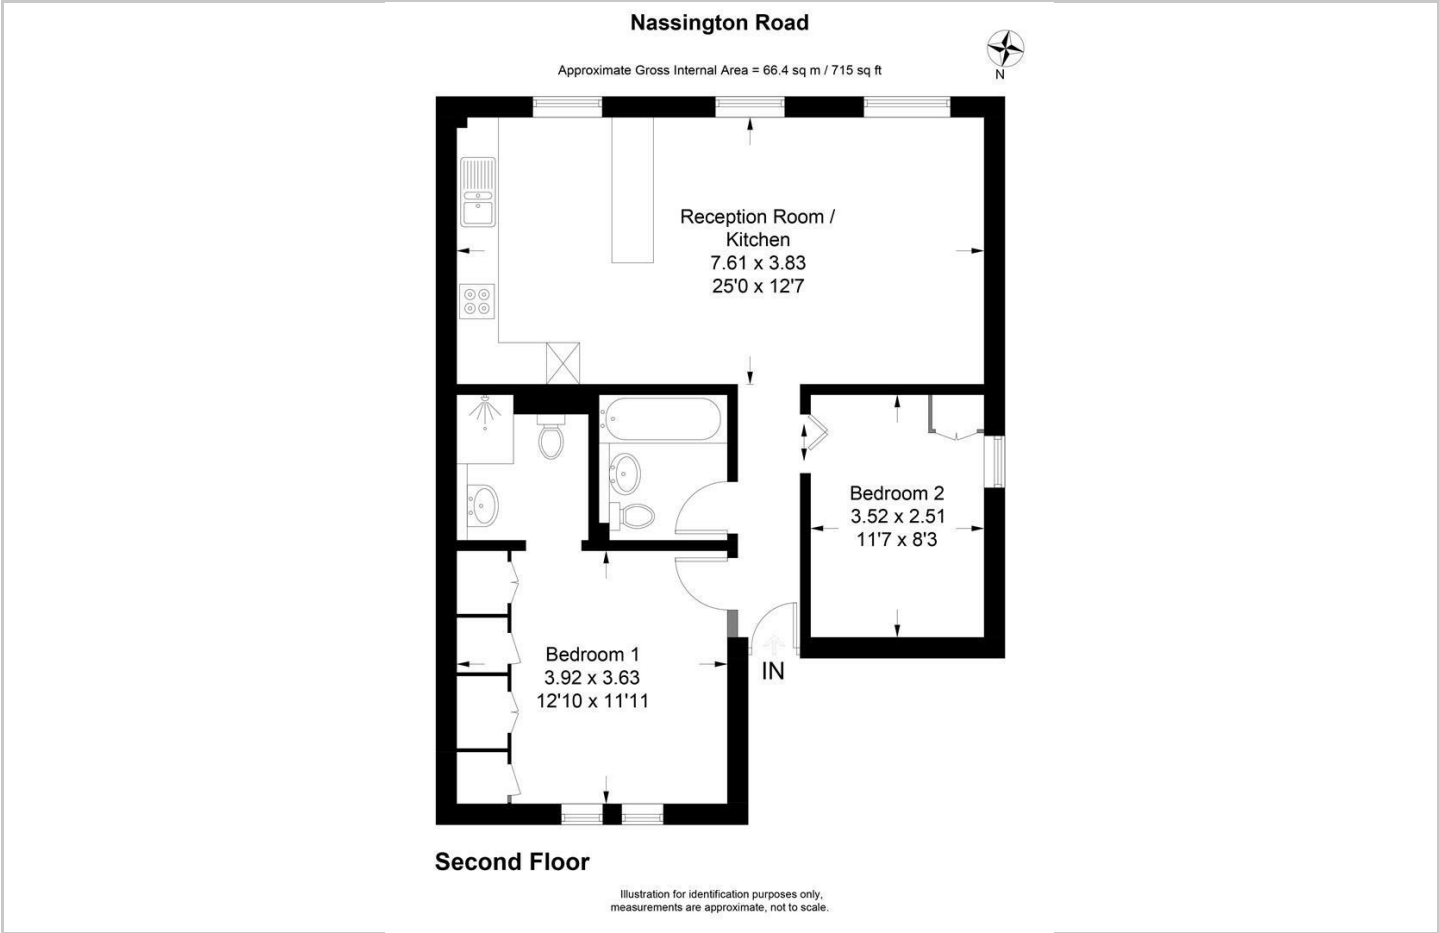 Nassington Road
Approximate Gross Internal Area = 66.4 sq m / 715 sq ft
N
Reception Room /
Kitchen
7.61 x 3.83
25'0 x 12'7
Bedroom 2
3.52 x 2.51
11'7 x 8'3
Bedroom 1
3.92 x 3.63
12'10 x 11'11
IN
Second Floor
Illustration for identification purposes only,
measurements are approximate, not to scale.